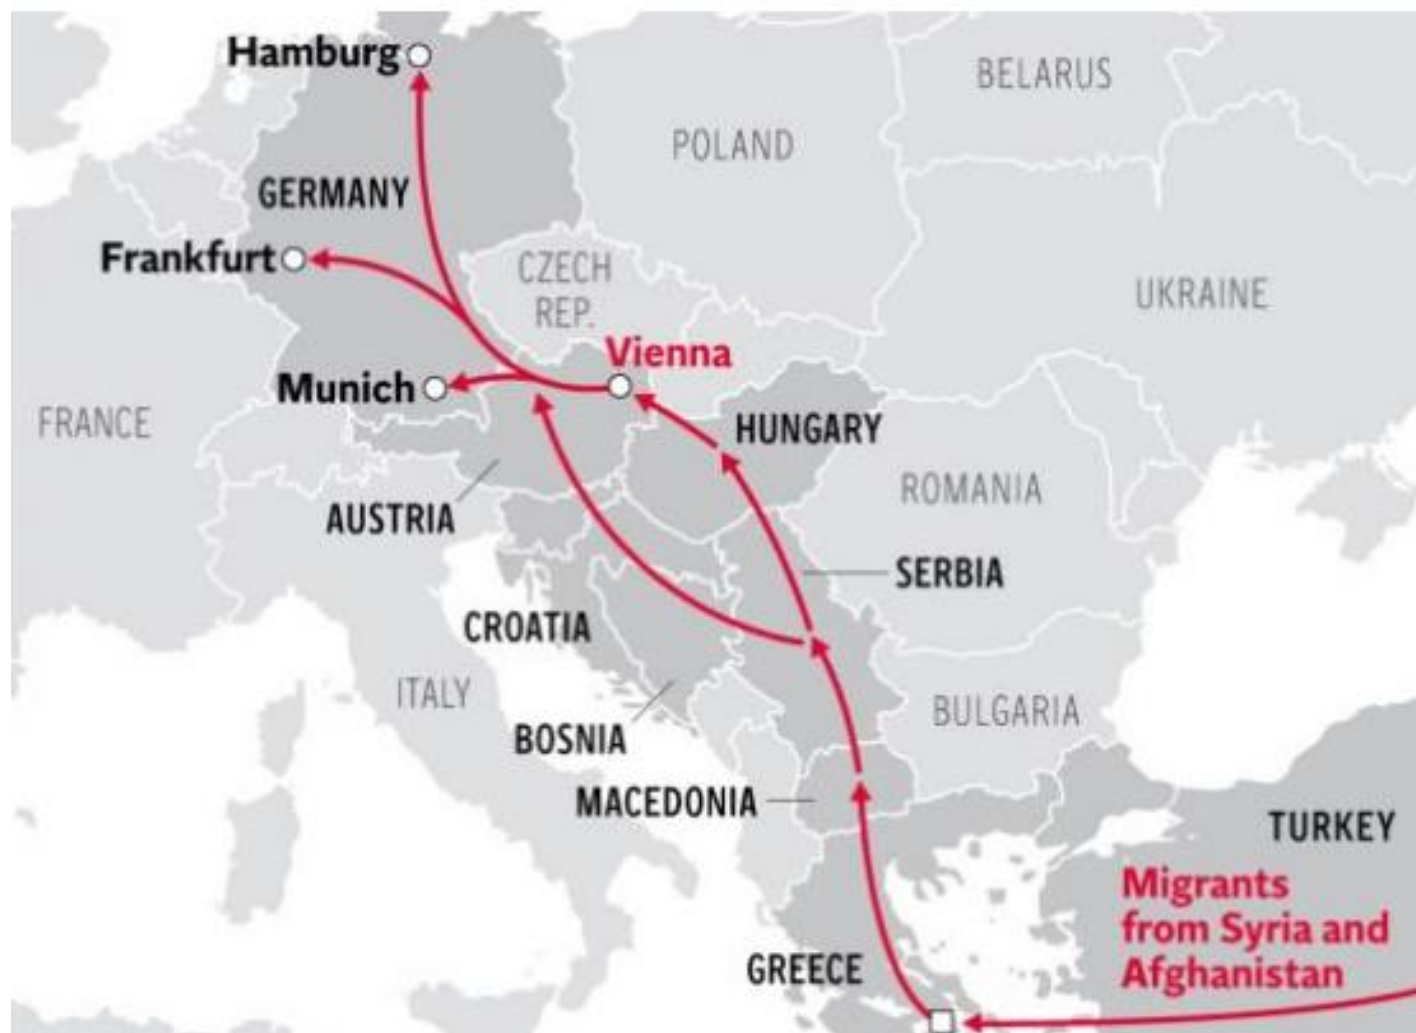 Hamburg
BELARUS
POLAND
GERMANY
Frankfurt
CZECH
REP.
UKRAINE
Vienna
Munich
FRANCE
HUNGARY
ROMANIA
AUSTRIA
SERBIA
CROATIA
ITALY
BULGARIA
BOSNIA
MACEDONIA
TURKEY
Migrants
from Syria and
Afghanistan
GREECE